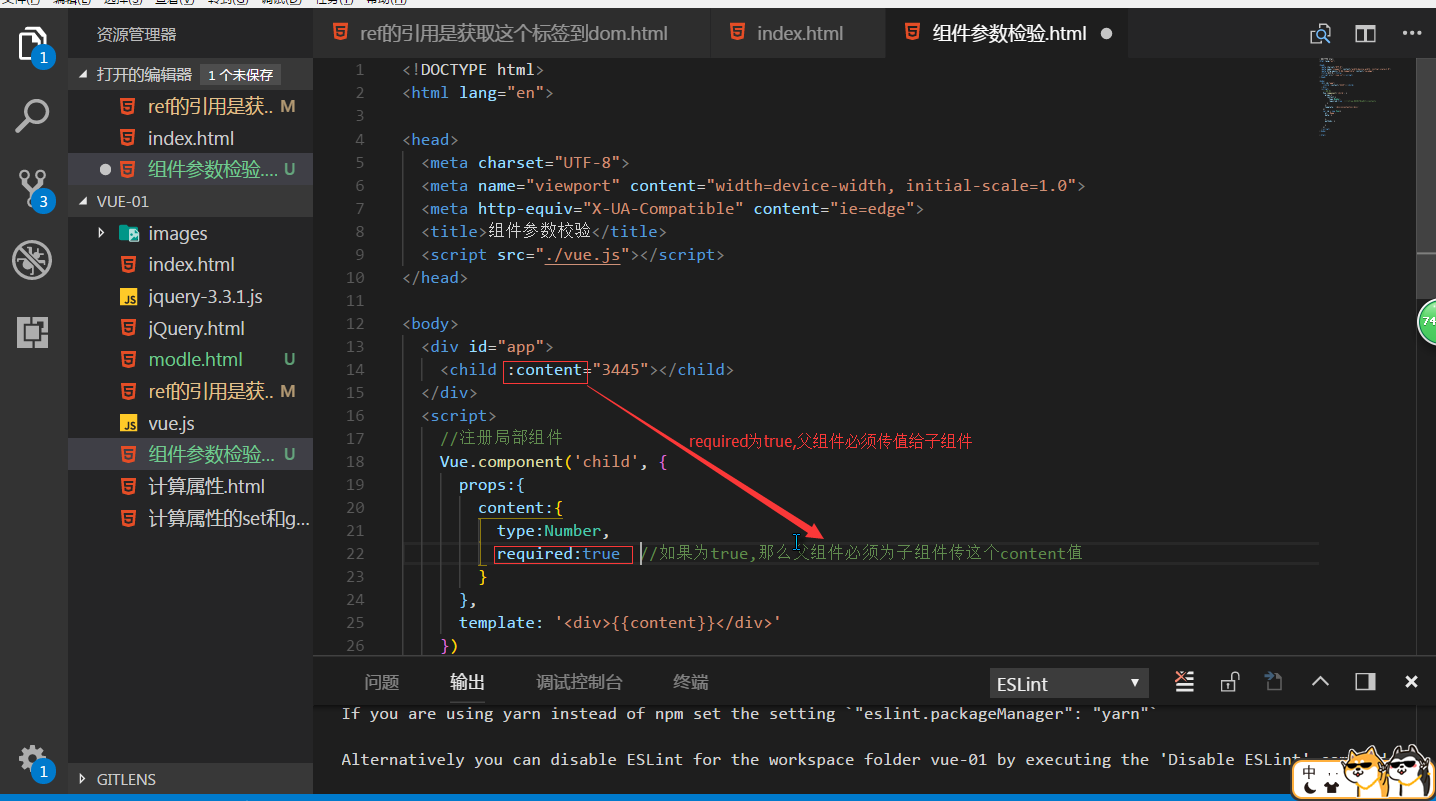 资源管理器
打开的编辑器 1 个未保存
ref的引用是获.. M
index.html
组件参数检验.... U
VUE-01
images
index.html
jquery-3.3.1.js
jQuery.html
modle.html U
ref的引用是获.. M
vue.js
组件参数检验... U
计算属性.html
计算属性的set和g...
GITLENS
1
3
1
ref的引用是获取这个标签到dom.html
index.html
组件参数检验.html
1 <!DOCTYPE html>
2 <html lang="en">
3
4 <head>
5 <meta charset="UTF-8">
6 <meta name="viewport" content="width=device-width, initial-scale=1.0">
7 <meta http-equiv="X-UA-Compatible" content="ie=edge">
8 <title>组件参数校验</title>
9 <script src="./vue.js"></script>
10 </head>
11
12 <body>
13 <div id="app">
14 <child :content="3445"></child>
15 </div>
16 <script>
17 //注册局部组件
required为true,父组件必须传值给子组件
18 Vue.component('child', {
19 props:{
20 content:{
21 type:Number,
22 required:true //如果为true,那么父组件必须为子组件传这个content值
23 }
24 },
25 template: '<div>{{content}}</div>'
26 })
74
问题 输出 调试控制台 终端
ESLint
If you are using yarn instead of npm set the setting `"eslint.packageManager": "yarn"`
Alternatively you can disable ESLint for the workspace folder vue-01 by executing the 'Disable ESLint'
中